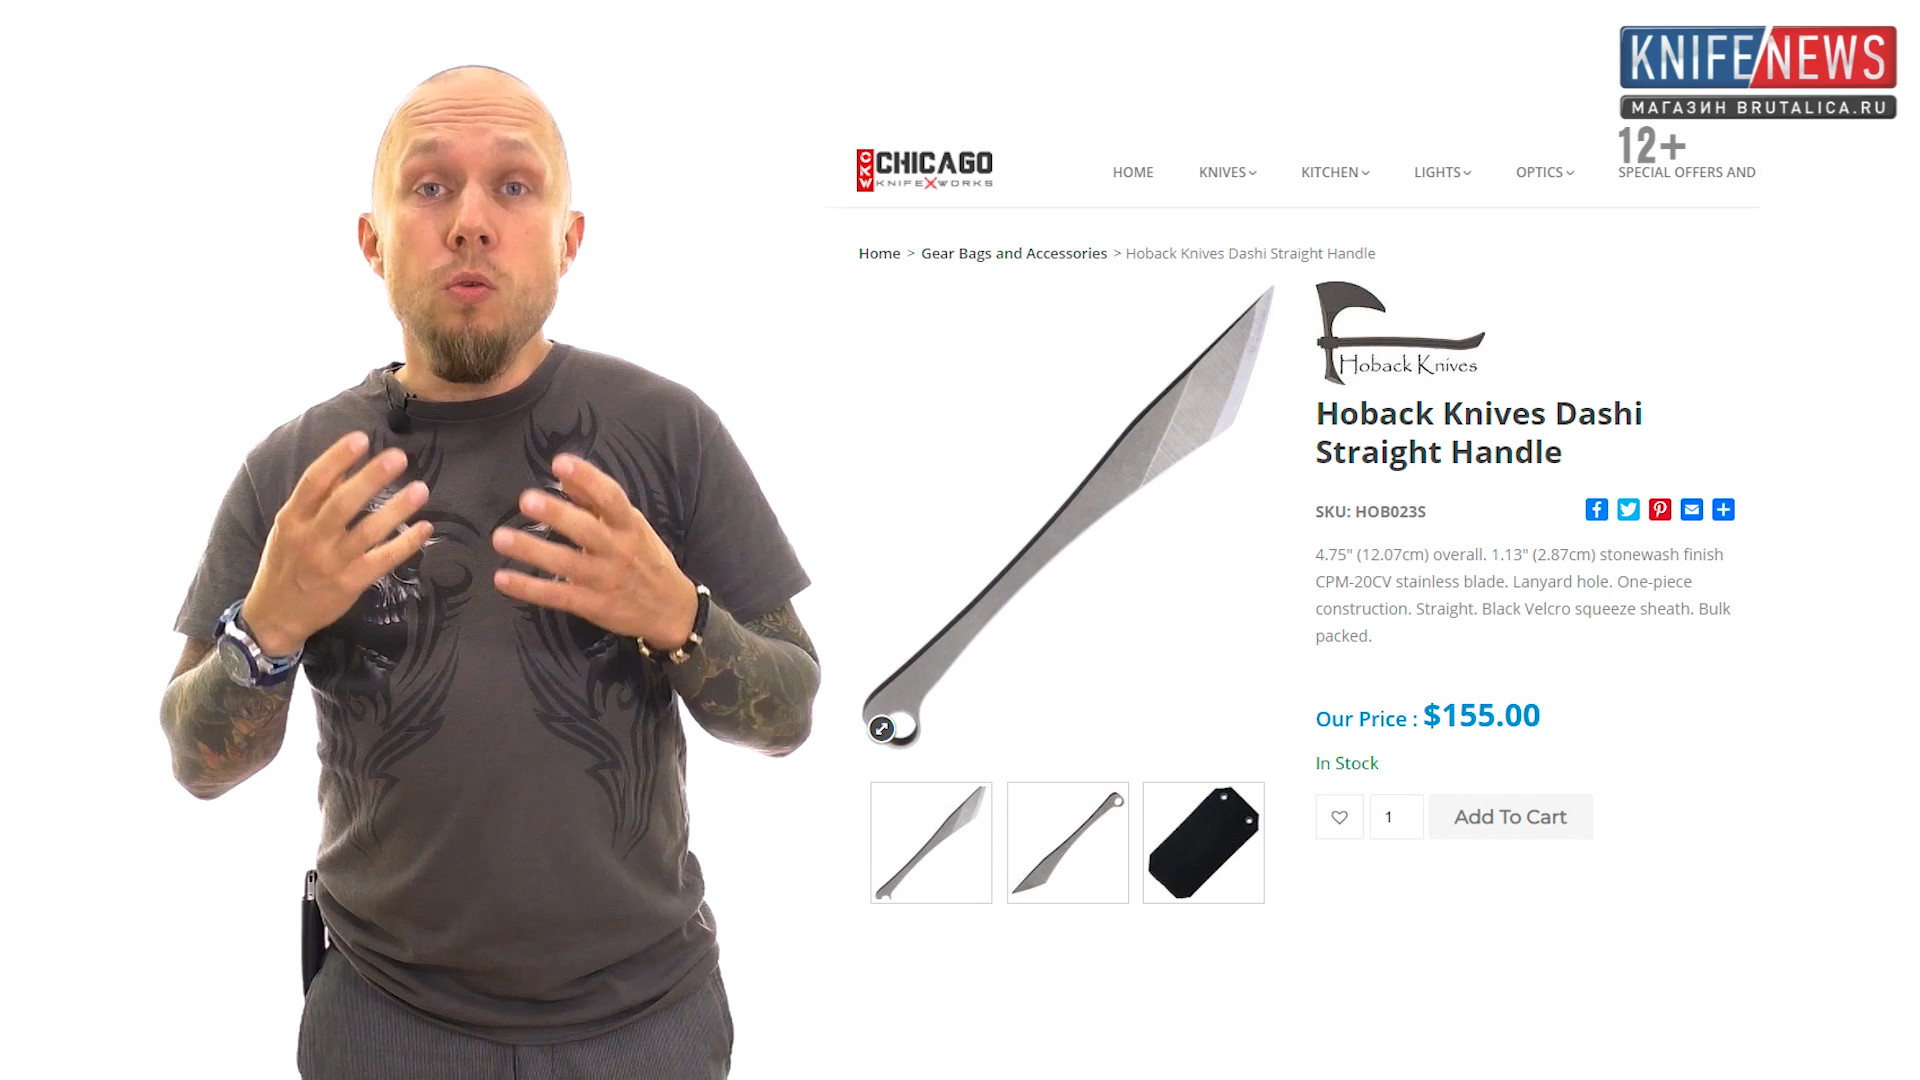 KNIFE/NEWS
МАГАЗИН BRUTALICA.RU
12+
CKW CHICAGO
KNIFEXWORKS
HOME KNIVES KITCHEN LIGHTS OPTICS SPECIAL OFFERS AND
Home > Gear Bags and Accessories > Hoback Knives Dashi Straight Handle
Hoback Knives
Hoback Knives Dashi
Straight Handle
SKU: HOB023S
4.75" (12.07cm) overall. 1.13" (2.87cm) stonewash finish
CPM-20CV stainless blade. Lanyard hole. One-piece
construction. Straight. Black Velcro squeeze sheath. Bulk
packed.
Our Price : $155.00
In Stock
1 Add To Cart